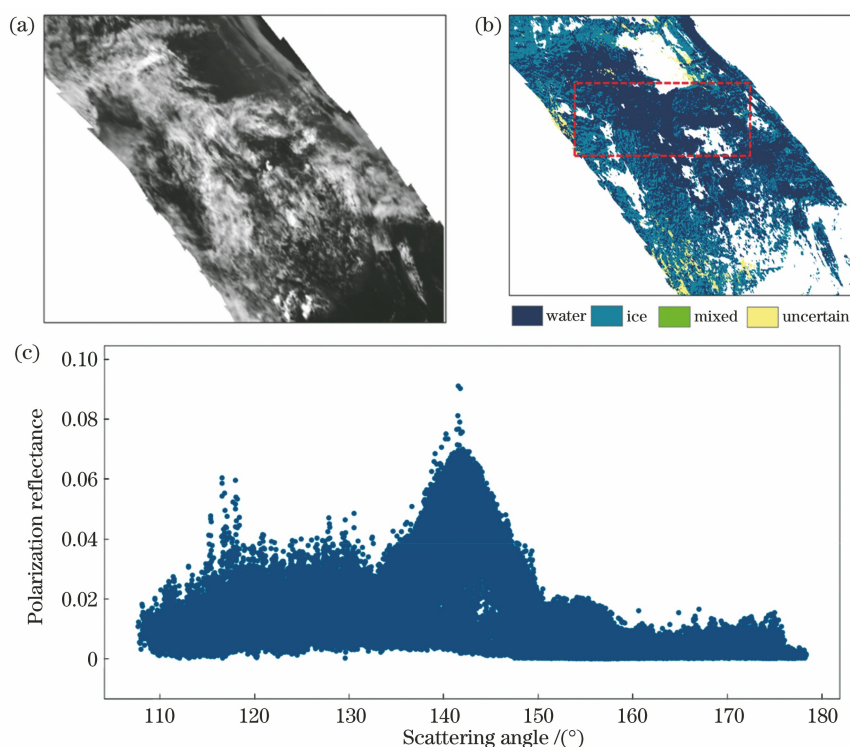 (a)
(b)
water ice mixed uncertain
(c)
0.10
0.08
0.06
0.04
0.02
0
Polarization reflectance
110 120 130 140 150 160 170 180
Scattering angle /(°)